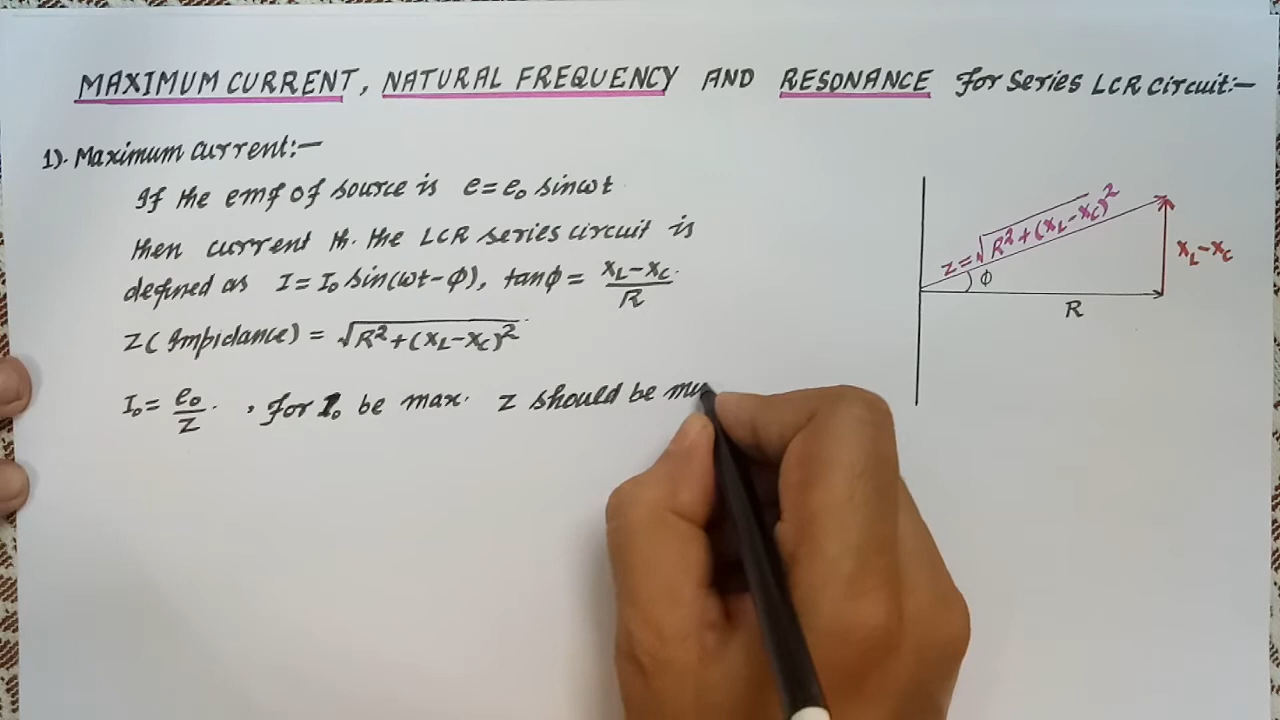 MAXIMUM CURRENT, NATURAL FREQUENCY AND RESONANCE for Series LCR Circuit:-
1). Maximum Current:-
If the emf of source is e = e₀ sinωt
then current in the LCR series circuit is
defined as I = I₀ sin(ωt-ϕ), tanϕ = (X_L-X_C)/R
Z (Impidance) = √R²+(X_L-X_C)²
I₀ = e₀/Z , for I₀ be max. Z should be
Z=√R²+(X_L-X_C)²
ϕ
X_L-X_C
R